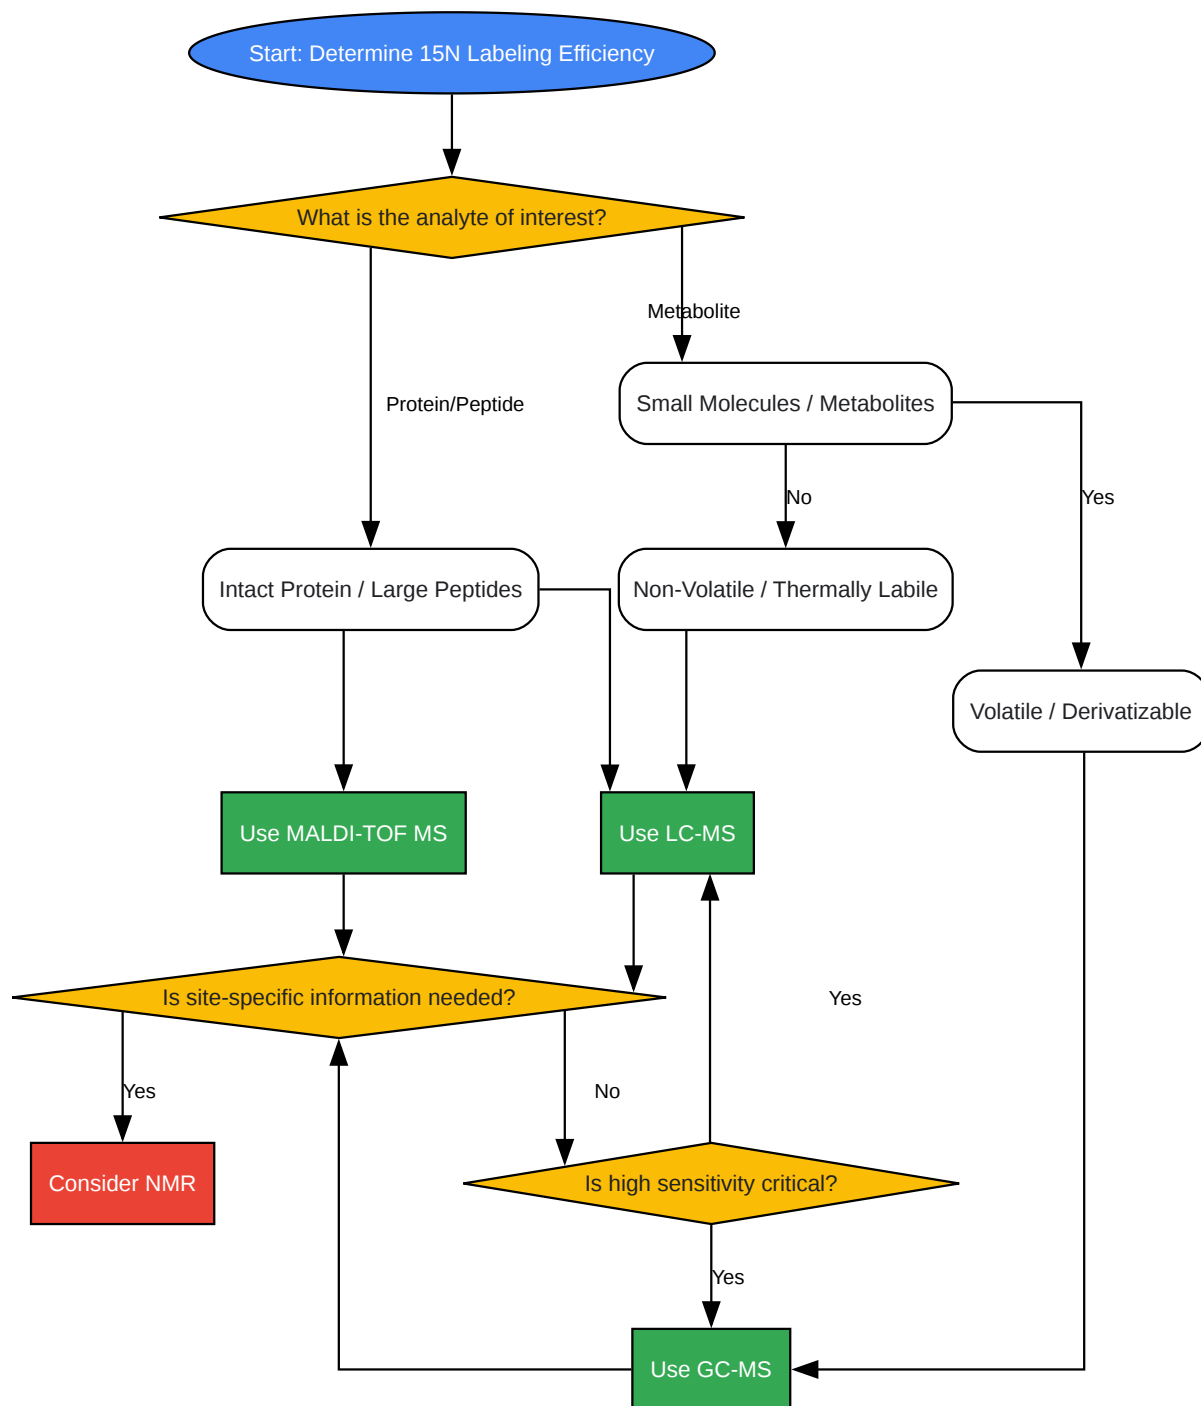 Start: Determine 15N Labeling Efficiency
What is the analyte of interest?
Metabolite
Protein/Peptide
Small Molecules / Metabolites
No
Yes
Intact Protein / Large Peptides
Non-Volatile / Thermally Labile
Volatile / Derivatizable
Use MALDI-TOF MS
Use LC-MS
Is site-specific information needed?
Yes
Yes
No
Consider NMR
Is high sensitivity critical?
Yes
Use GC-MS